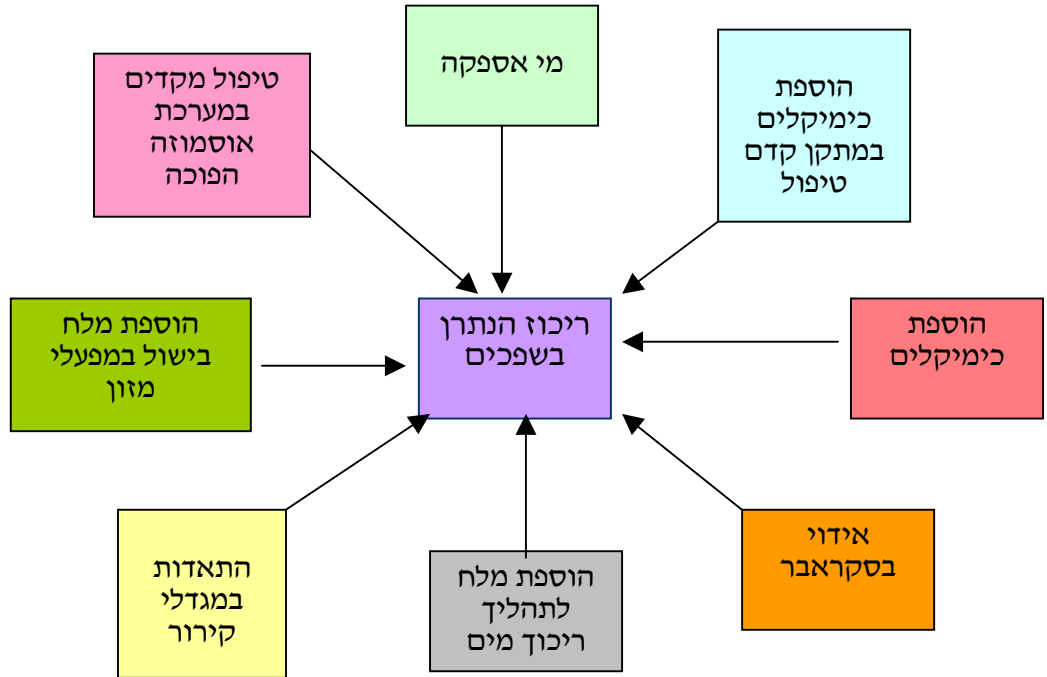 מי אספקה
הוספת
כימיקלים
במתקן קדם
טיפול
טיפול מקדים
במערכת
אוסמוזה
הפוכה
הוספת
כימיקלים
ריכוז הנתרן
בשפכים
הוספת מלח
בישול במפעלי
מזון
אידוי
בסקראבר
הוספת מלח
לתהליך
ריכוך מים
התאדות
במגדלי
קירור